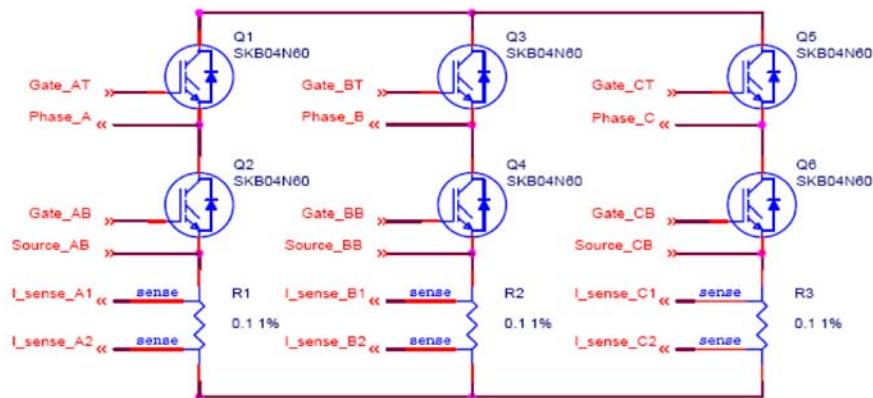 Q1
SKB04N60
Q3
SKB04N60
Q5
SKB04N60
Gate_AT
Gate_BT
Gate_CT
Phase_A
Phase_B
Phase_C
Q2
SKB04N60
Q4
SKB04N60
Q6
SKB04N60
Gate_AB
Gate_BB
Gate_CB
Source_AB
Source_BB
Source_CB
I_sense_A1
sense
R1
I_sense_B1
sense
R2
I_sense_C1
sense
R3
0.1 1%
0.1 1%
0.1 1%
I_sense_A2
sense
I_sense_B2
sense
I_sense_C2
sense